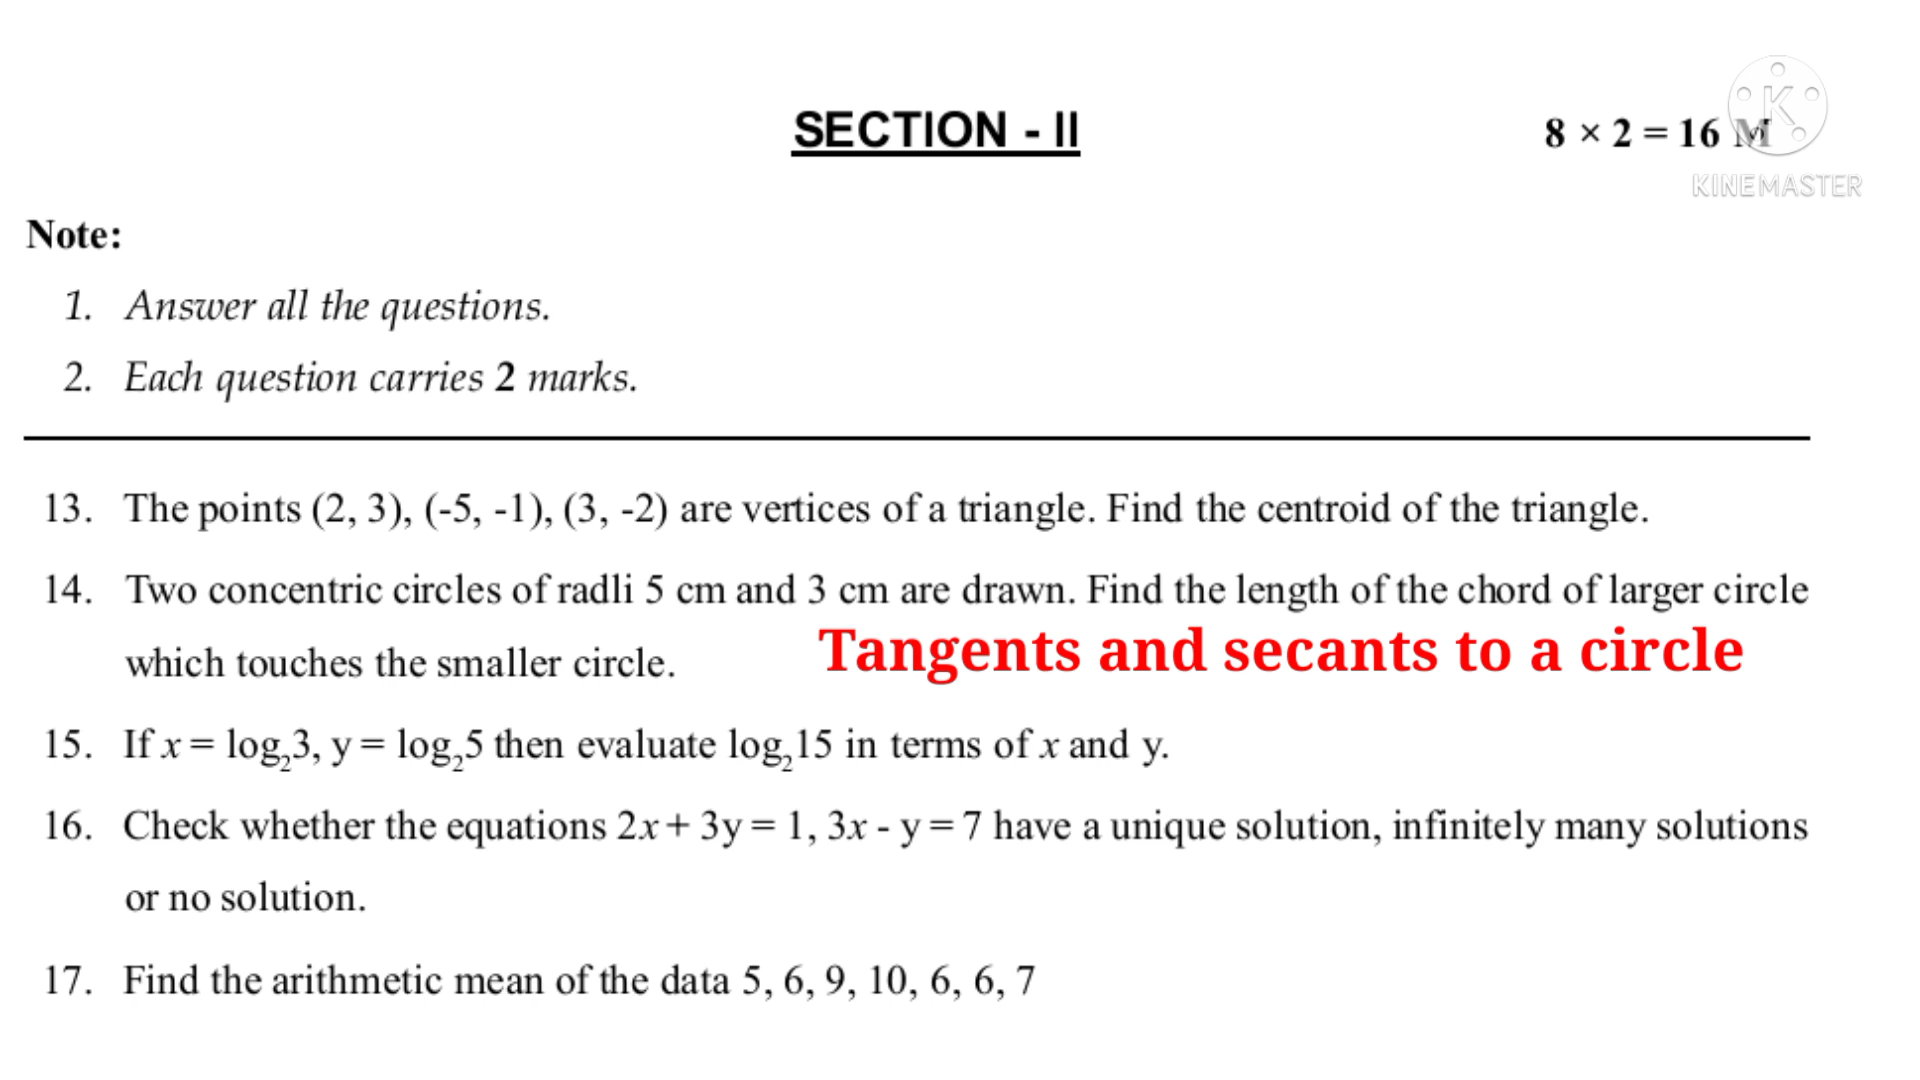 SECTION - II
8 × 2 = 16 M
KINEMASTER
Note:
1. Answer all the questions.
2. Each question carries 2 marks.
13. The points (2, 3), (-5, -1), (3, -2) are vertices of a triangle. Find the centroid of the triangle.
14. Two concentric circles of radli 5 cm and 3 cm are drawn. Find the length of the chord of larger circle
which touches the smaller circle.
Tangents and secants to a circle
15. If x = log₂3, y = log₂5 then evaluate log₂15 in terms of x and y.
16. Check whether the equations 2x + 3y = 1, 3x - y = 7 have a unique solution, infinitely many solutions
or no solution.
17. Find the arithmetic mean of the data 5, 6, 9, 10, 6, 6, 7